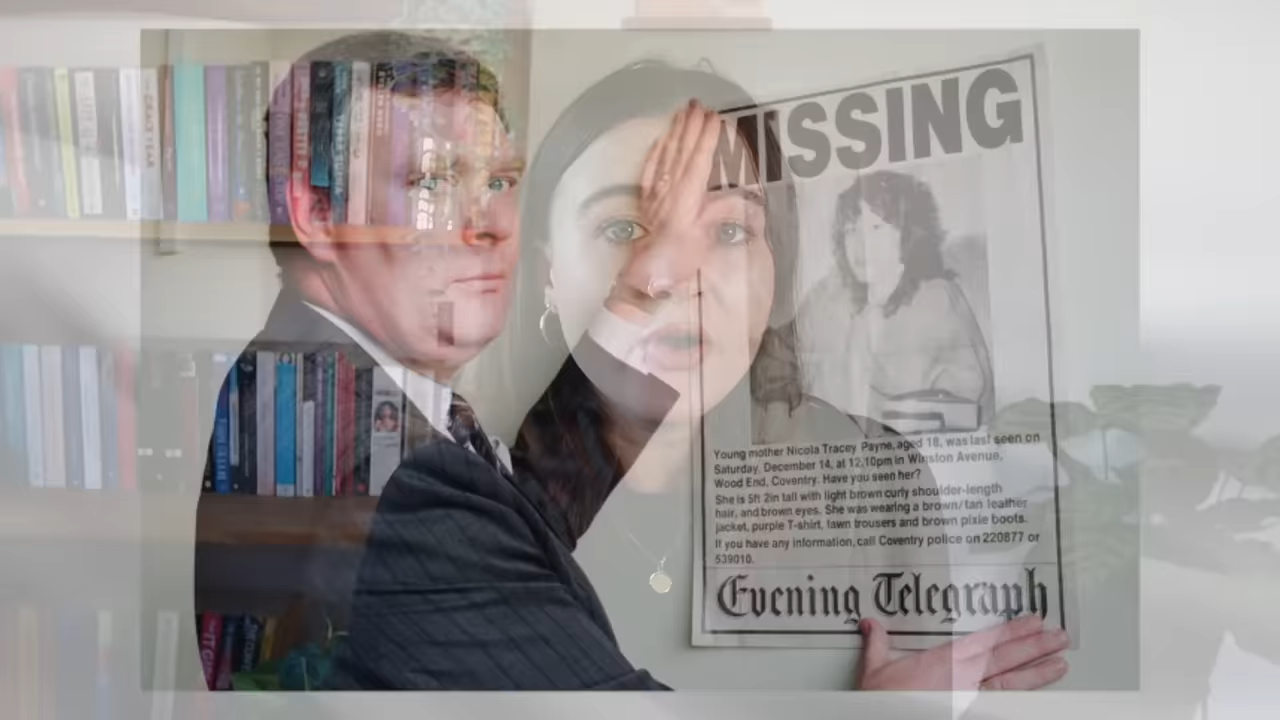 MISSING
Young mother Nicola Tracey Payne, aged 18, was last seen on
Saturday, December 14, at 12.10pm in Winston Avenue,
Wood End, Coventry. Have you seen her?
She is 5ft 2in tall with light brown curly shoulder-length
hair, and brown eyes. She was wearing a brown/tan leather
jacket, purple T-shirt, lawn trousers and brown pixie boots.
If you have any information, call Coventry police on 220877 or
539010.
Evening Telegraph